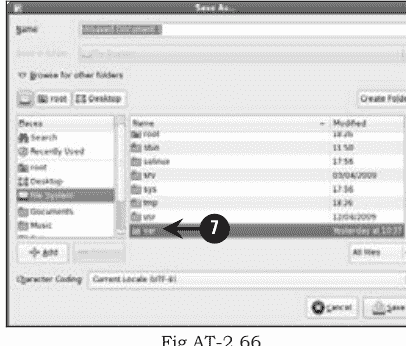 Save As...
Name
Browse for other folders
root Desktop Create Folde
Places Name Modified
Search root 18:26
Recently Used sbin 11:50
root selinux 17:56
Desktop srv 03/04/2009
File System sys 17:56
Documents tmp 18:26
Music usr 12/04/2009
var 7 Yesterday at 10:37
Add All files
Character Coding Current Locale (UTF-8)
Cancel Save
Fig AT-2.66